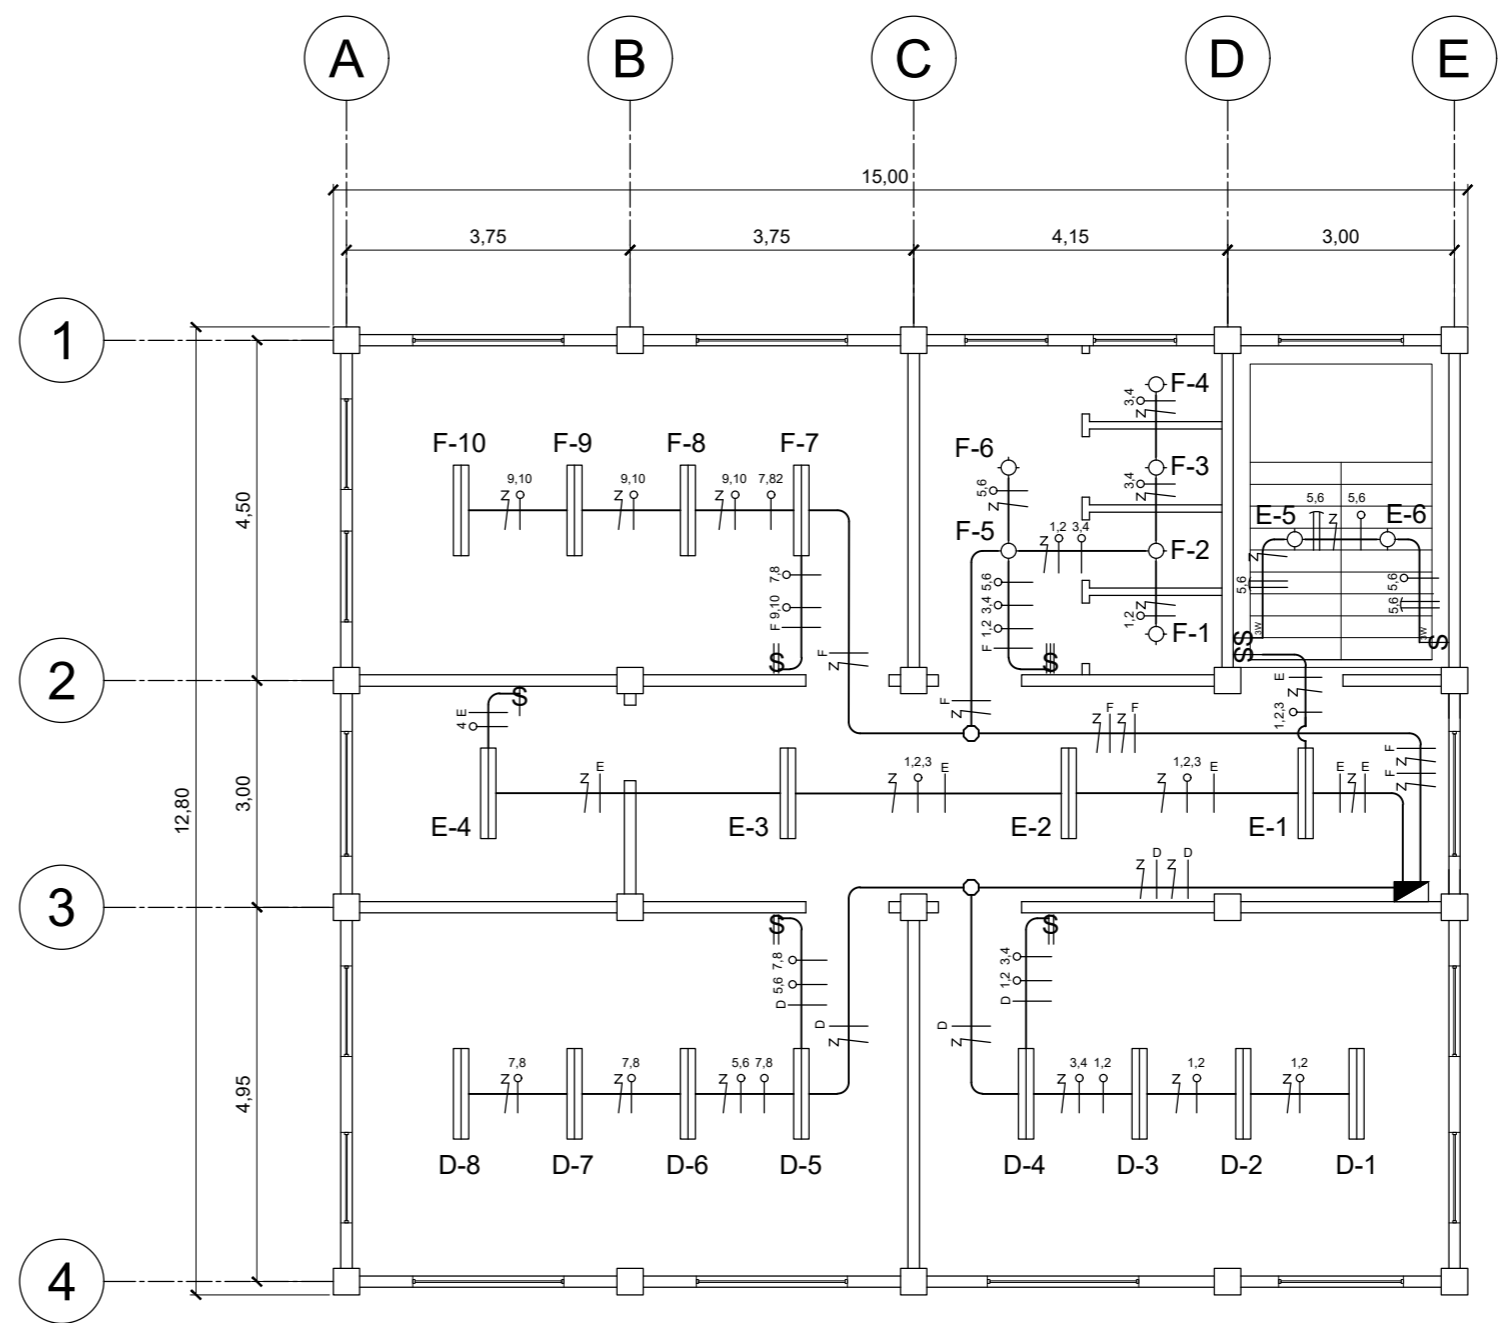 A B C D E
15,00
3,75 3,75 4,15 3,00
1
2
3
4
12,80
4,50
3,00
4,95
F-10 F-9 F-8 F-7
Z 9,10
Z 9,10
Z 9,10 7,82
7,8
9,10
F
S
F
Z
F-4
3,4
Z
F-3
3,4
Z
F-6
5,6
Z
F-5
Z 1,2 3,4
F-2
Z
1,2
F-1
5,6
3,4
1,2
F
S
F
Z
E-5 5,6 Z 5,6 E-6
Z
5,6
5,6
5,6
3W
3W
S
S
S
S
E
Z
1,2,3
Z F Z F
F
Z
F
Z
S
E
4
E-4
Z E
E-3
Z 1,2,3 E
E-2
Z 1,2,3 E
E-1
E Z E
Z D Z D
S
7,8
5,6
D
D
Z
S
3,4
1,2
D
D
Z
Z 7,8
Z 7,8
Z 5,6 7,8
Z 3,4 1,2
Z 1,2
Z 1,2
D-8 D-7 D-6 D-5 D-4 D-3 D-2 D-1